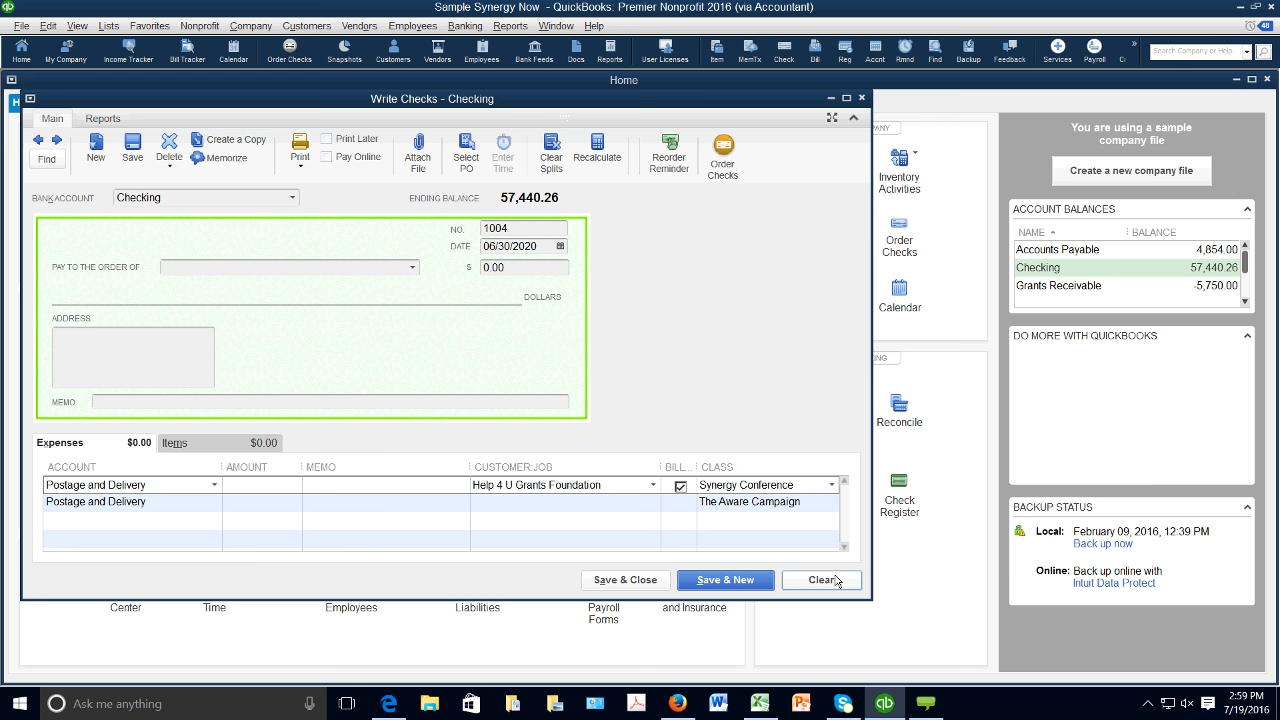 Sample Synergy Now - QuickBooks: Premier Nonprofit 2016 (via Accountant)
File Edit View Lists Favorites Nonprofit Company Customers Vendors Employees Banking Reports Window Help 48
Home My Company Income Tracker Bill Tracker Calendar Order Checks Snapshots Customers Vendors Employees Bank Feeds Docs Reports User Licenses Item MemTx Check Bill Reg Accnt Rmnd Find Backup Feedback Services Payroll Search Company or Help
Home
Write Checks - Checking
Main Reports
Find New Save Delete
Create a Copy
Memorize
Print
Print Later
Pay Online
Attach File
Select PO
Enter Time
Clear Splits
Recalculate
Reorder Reminder
Order Checks
BANK ACCOUNT Checking ENDING BALANCE 57,440.26
NO. 1004
DATE 06/30/2020
PAY TO THE ORDER OF $ 0.00
DOLLARS
ADDRESS
MEMO
Expenses $0.00 Items $0.00
ACCOUNT AMOUNT MEMO CUSTOMER:JOB BILL... CLASS
Postage and Delivery Help 4 U Grants Foundation Synergy Conference
Postage and Delivery The Aware Campaign
Save & Close Save & New Clear
Center Time Employees Liabilities Payroll Forms and Insurance
ANY
Inventory Activities
Order Checks
Calendar
ING
Reconcile
Check Register
You are using a sample
company file
Create a new company file
ACCOUNT BALANCES
NAME BALANCE
Accounts Payable 4,854.00
Checking 57,440.26
Grants Receivable -5,750.00
DO MORE WITH QUICKBOOKS
BACKUP STATUS
Local: February 09, 2016, 12:39 PM
Back up now
Online: Back up online with
Intuit Data Protect
Ask me anything
2:59 PM
7/19/2016